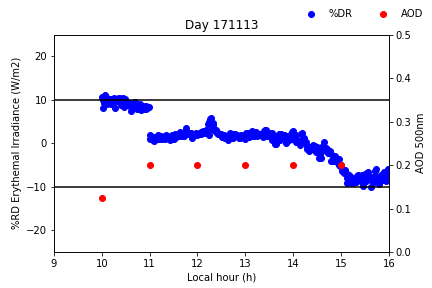 %DR AOD
Day 171113
%RD Erythemal Irradiance (W/m2)
20
10
0
−10
−20
0.5
0.4
0.3
0.2
0.1
0.0
AOD 500nm
9 10 11 12 13 14 15 16
Local hour (h)